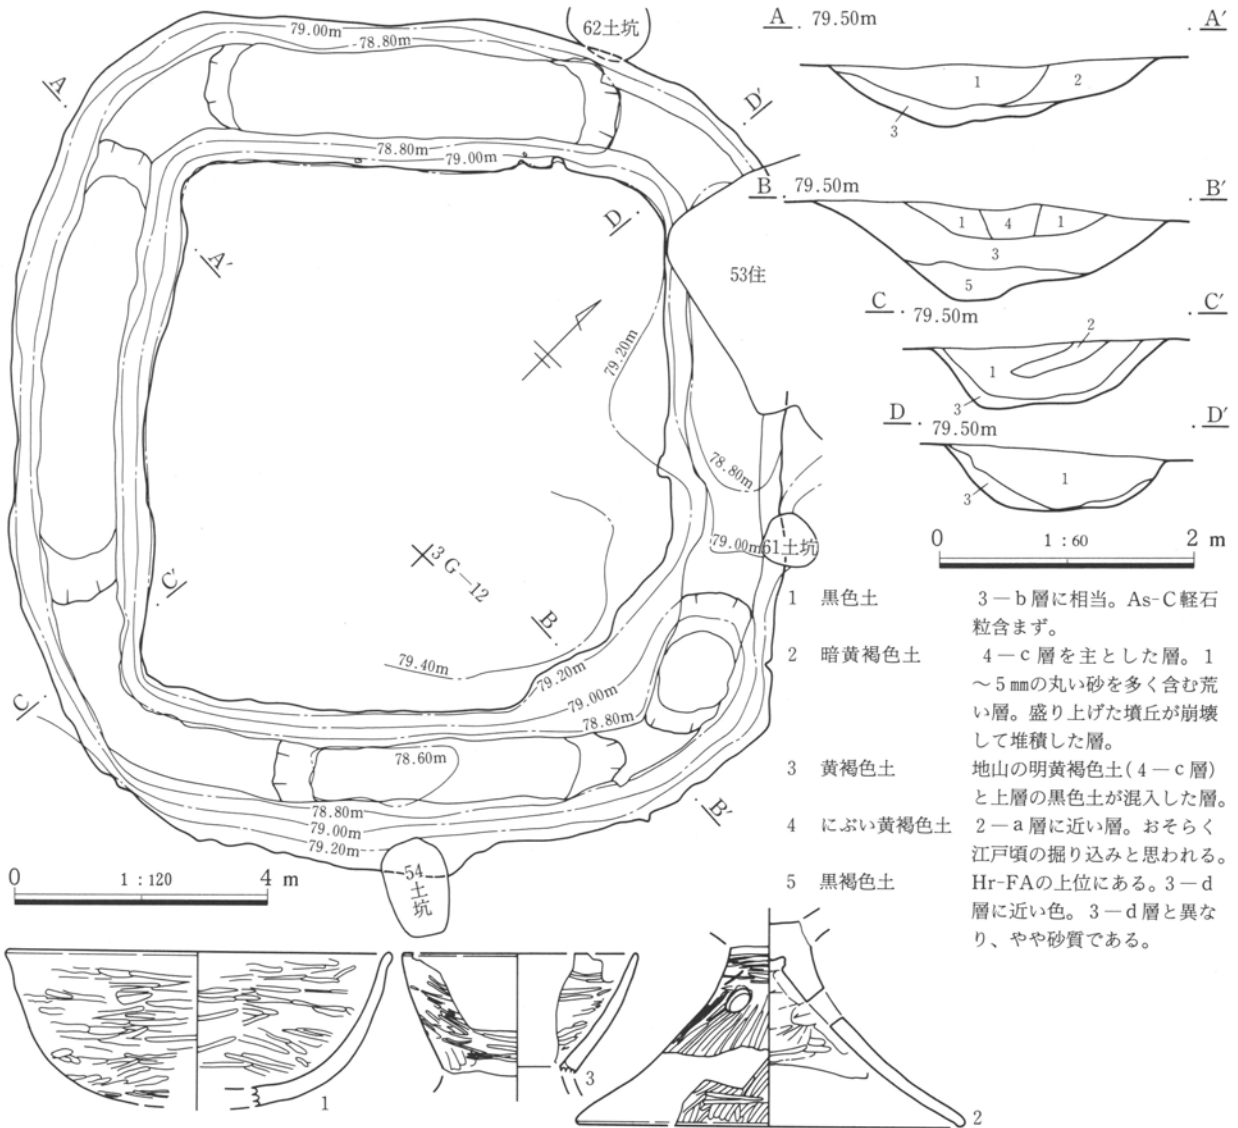 79.00m
78.80m
62土坑
A
D′
78.80m
79.00m
D
A′
53住
79.20m
78.80m
79.00m
61土坑
3G—12
C′
B
79.40m
79.20m
79.00m
78.80m
C
78.60m
78.80m
79.00m
79.20m
B′
54土坑
0 1:120 4 m
A 79.50m A′
1 2
3
B 79.50m B′
1 4 1
3
5
C 79.50m C′
2
1
3
D 79.50m D′
1
3
0 1:60 2 m
1 黒色土 3—b層に相当。As-C軽石
粒含まず。
2 暗黄褐色土 4—c層を主とした層。1
～5㎜の丸い砂を多く含む荒
い層。盛り上げた墳丘が崩壊
して堆積した層。
3 黄褐色土 地山の明黄褐色土(4—c層)
と上層の黒色土が混入した層。
4 にぶい黄褐色土 2—a層に近い層。おそらく
江戸頃の掘り込みと思われる。
5 黒褐色土 Hr-FAの上位にある。3—d
層に近い色。3—d層と異な
り、やや砂質である。
1
3
2